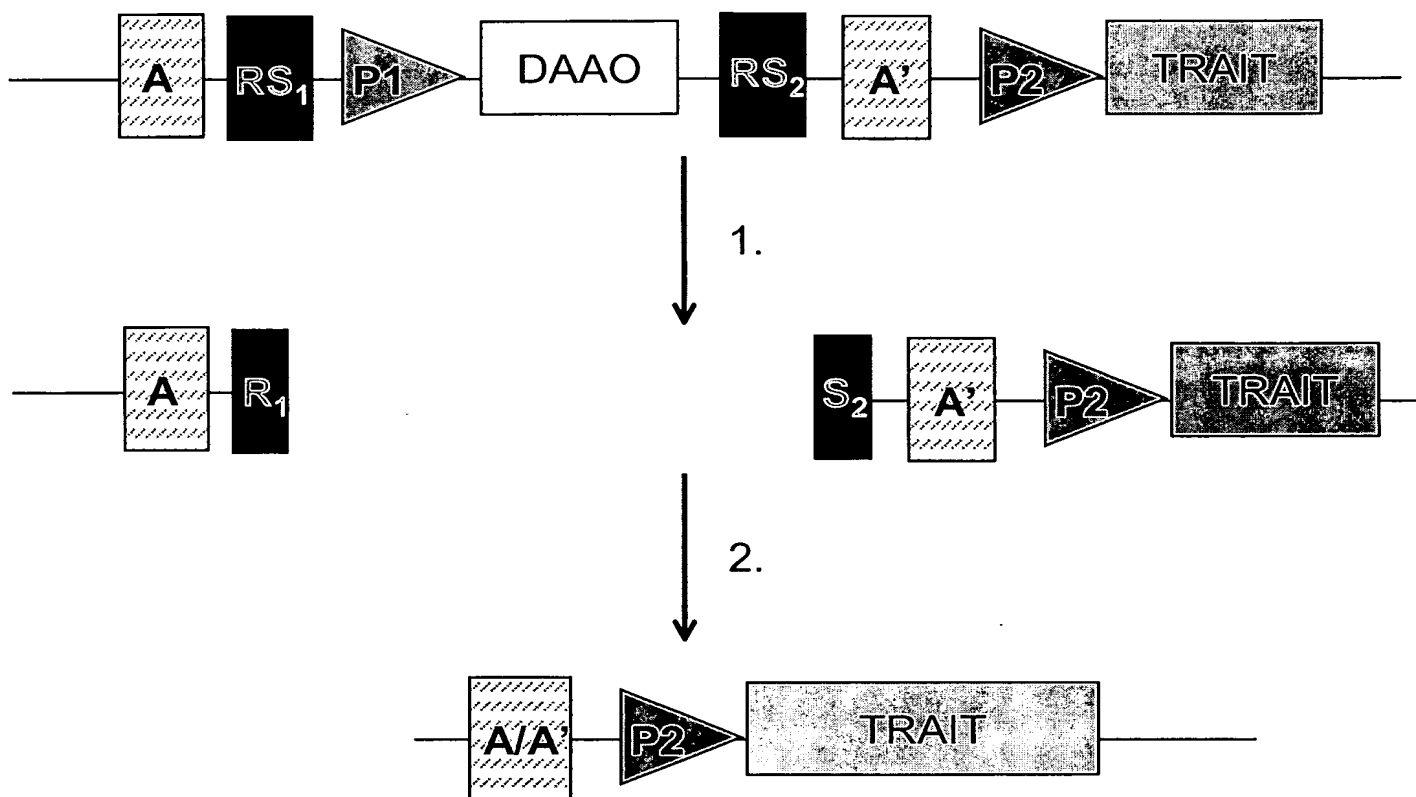 A RS₁ P1 DAAO RS₂ A' P2 TRAIT
1.
A R₁ S₂ A' P2 TRAIT
2.
A/A' P2 TRAIT